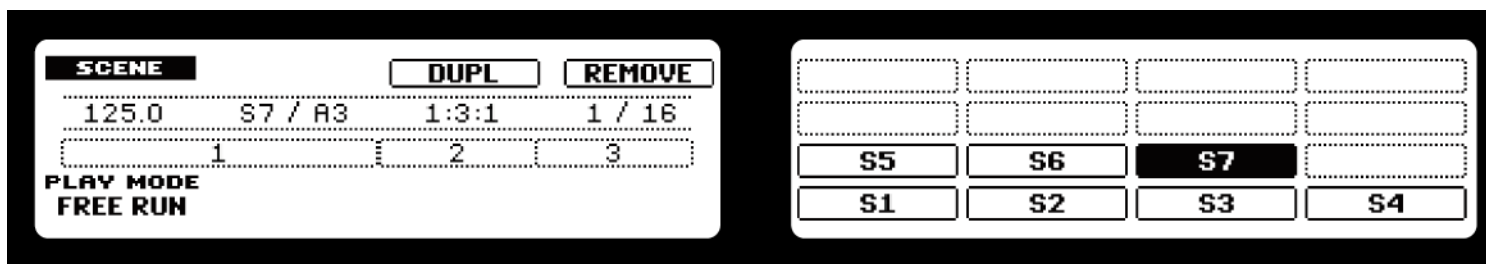 SCENE DUPL REMOVE
125.0 S7 / A3 1:3:1 1 / 16
1 2 3
PLAY MODE
FREE RUN
S5 S6 S7
S1 S2 S3 S4